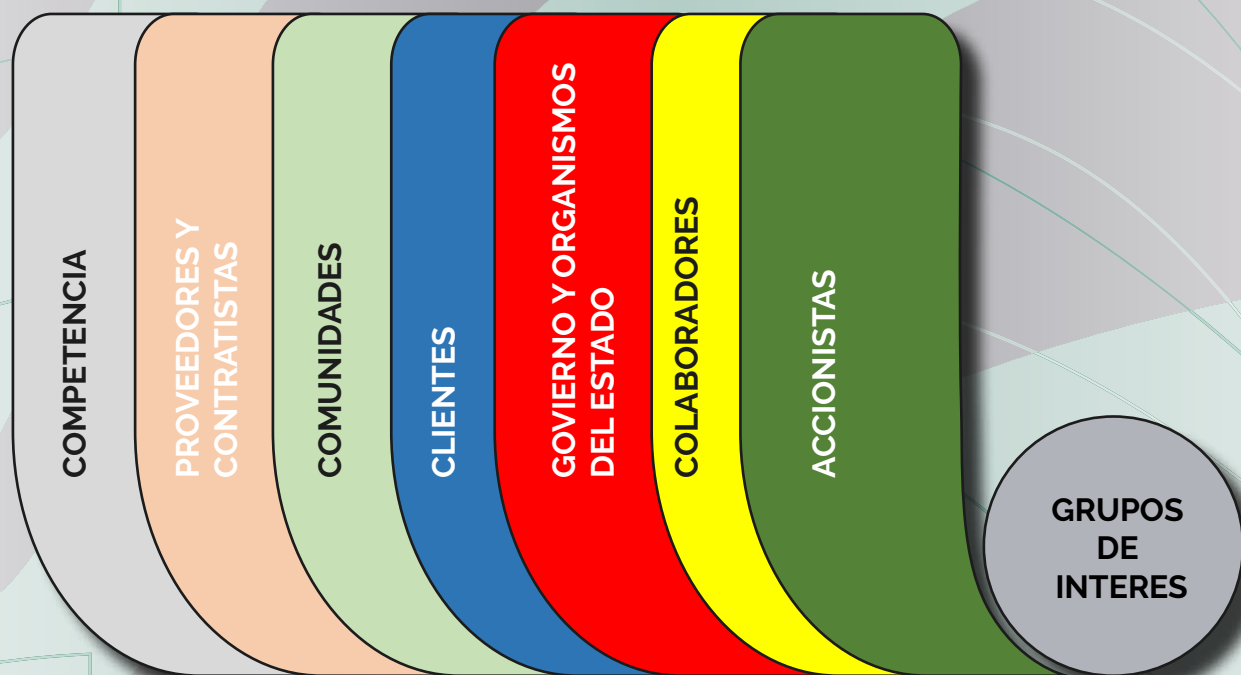 COMPETENCIA
PROVEEDORES Y
CONTRATISTAS
COMUNIDADES
CLIENTES
GOVIERNO Y ORGANISMOS
DEL ESTADO
COLABORADORES
ACCIONISTAS
GRUPOS
DE
INTERES